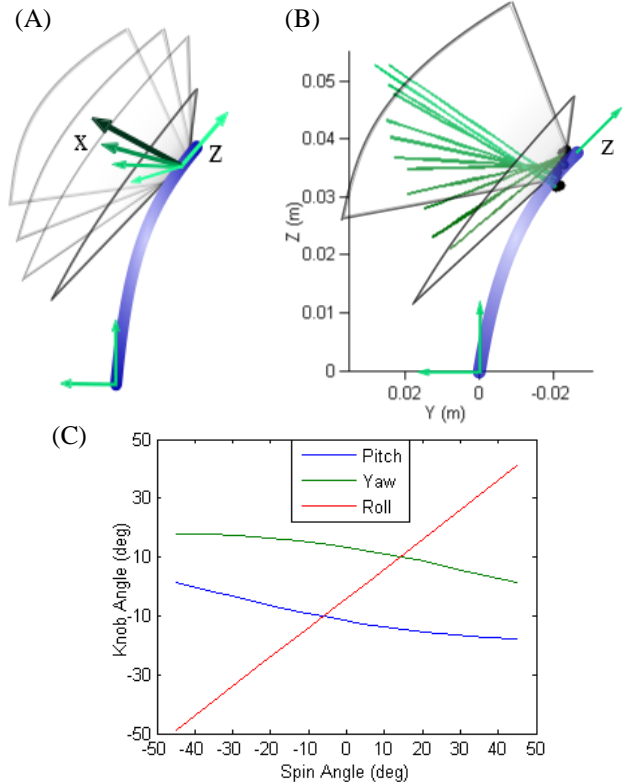 (A)
X
Z
(B)
0.05
0.04
0.03
0.02
0.01
0
Z (m)
0.02
0
-0.02
Y (m)
Z
(C)
50
30
10
-10
-30
-50
Knob Angle (deg)
Pitch
Yaw
Roll
-50 -40 -30 -20 -10 0 10 20 30 40 50
Spin Angle (deg)